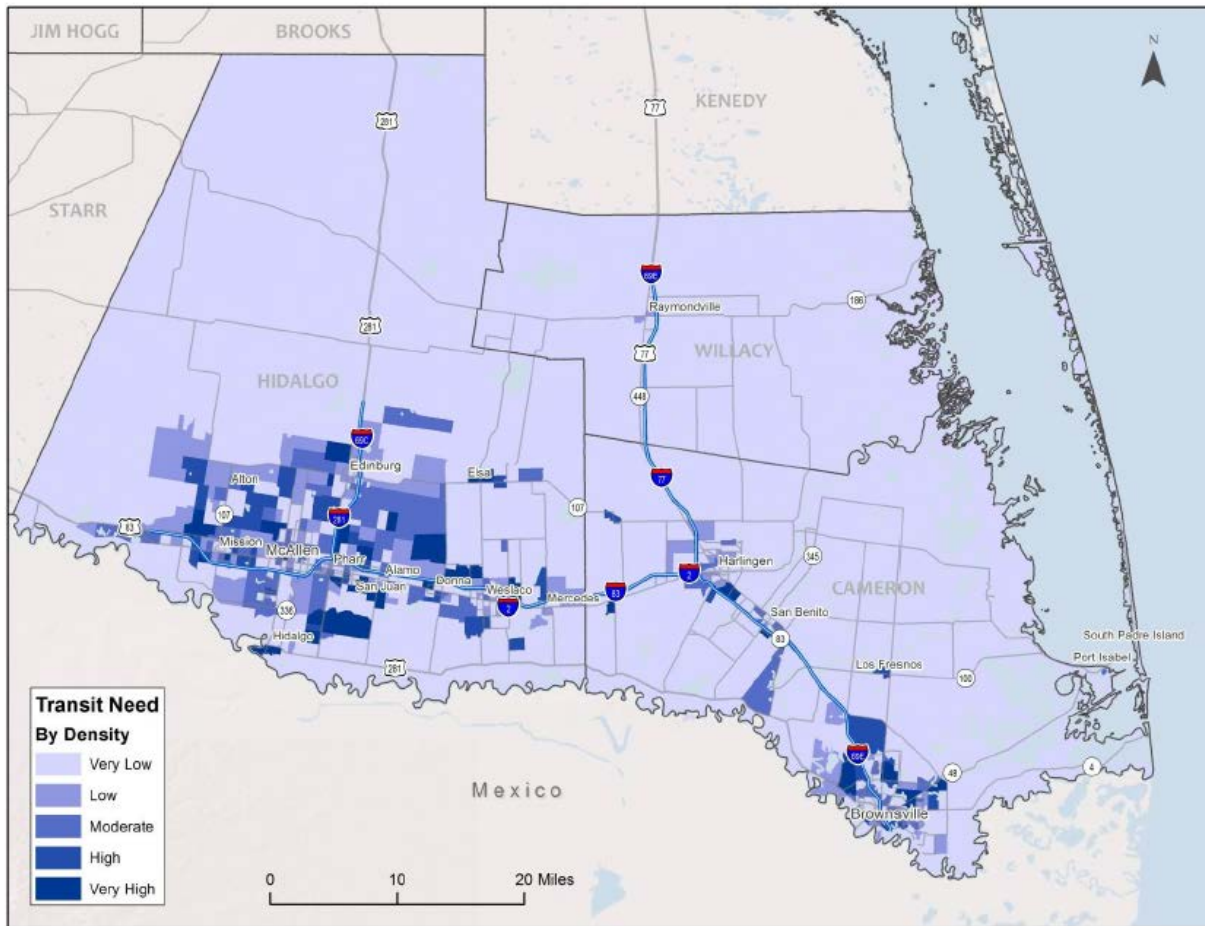 JIM HOGG
BROOKS
N
281
77
KENEDY
STARR
69E
Raymondville
186
281
77
WILLACY
HIDALGO
448
69C
Edinburg
Elsa
77
Alton
107
107
281
83
Mission
McAllen
Pharr
Harlingen
345
Alamo
2
San Juan
Donna
Weslaco
Mercedes
83
CAMERON
2
336
San Benito
Hidalgo
83
South Padre Island
Port Isabel
281
Los Fresnos
100
Transit Need
By Density
Very Low
Low
Moderate
High
Very High
69E
48
4
Mexico
Brownsville
0 10 20 Miles